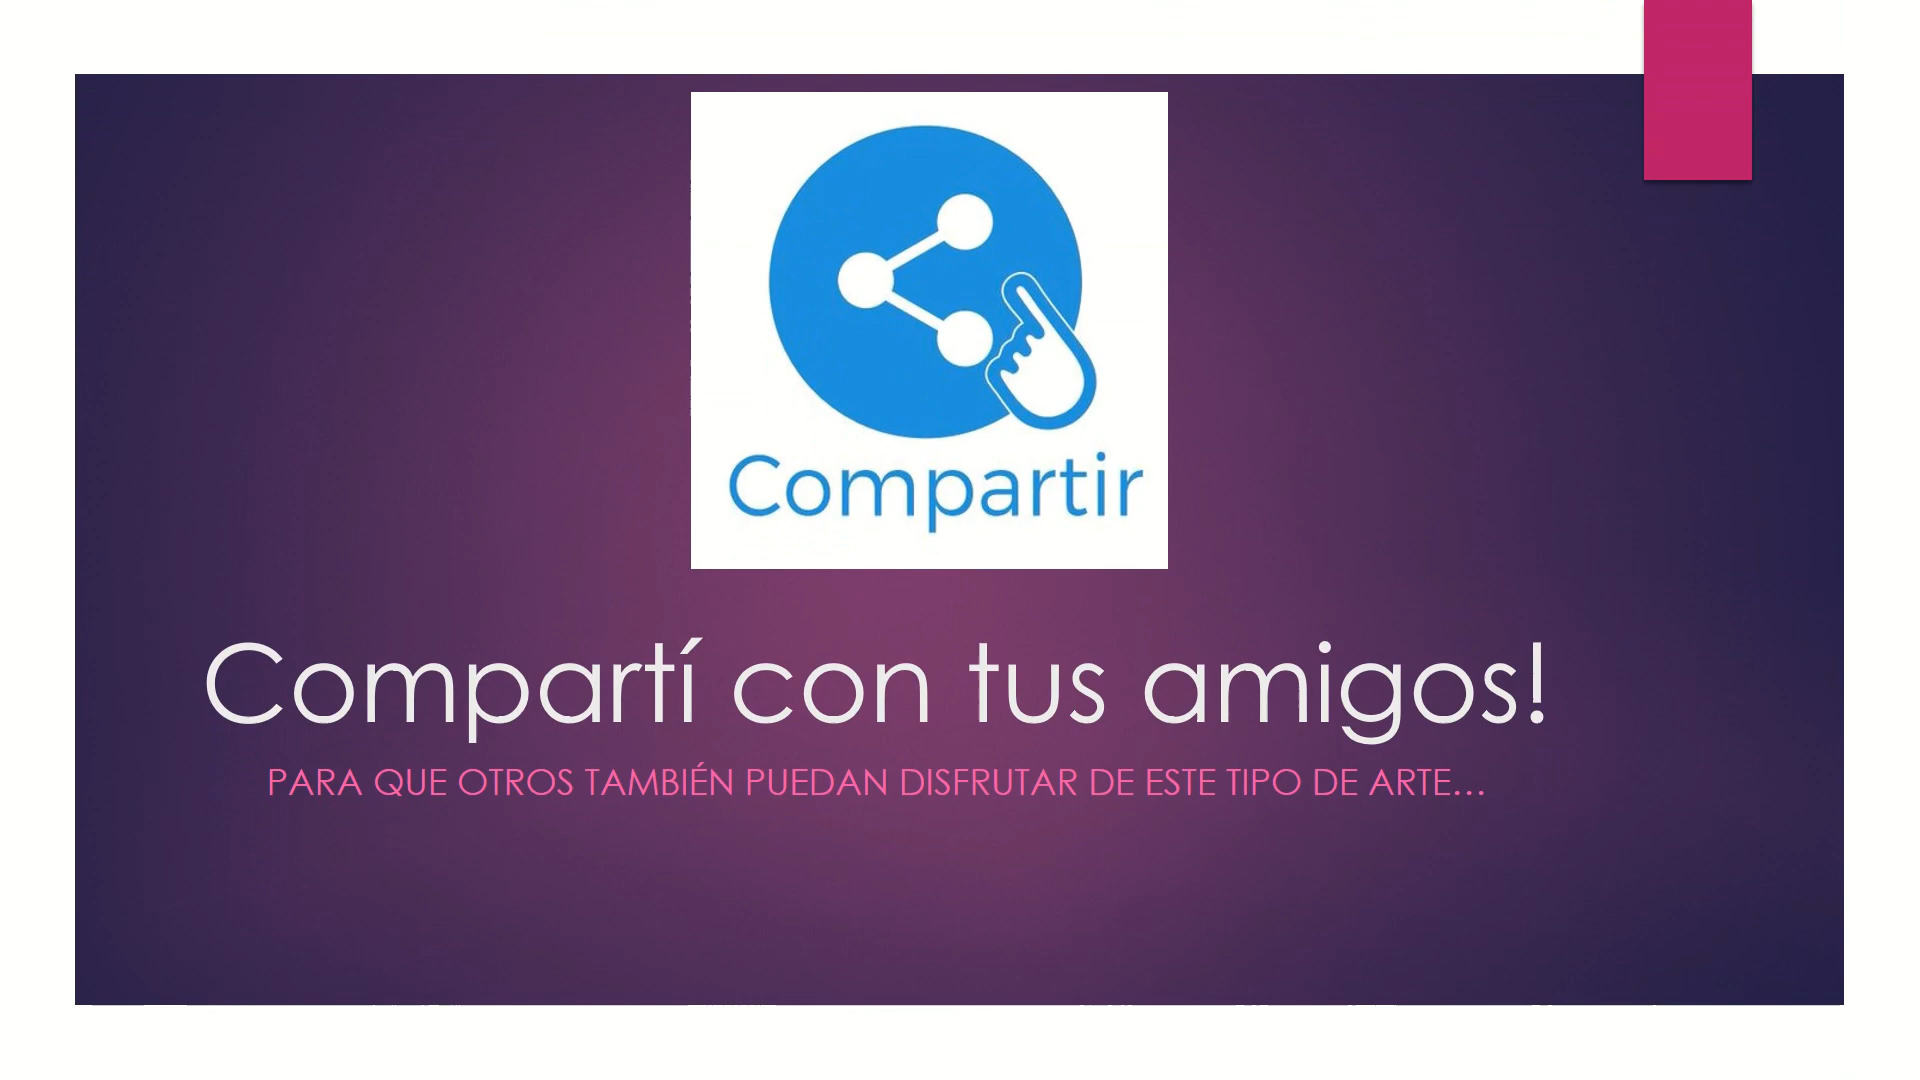 Compartir
Compartí con tus amigos!
PARA QUE OTROS TAMBIÉN PUEDAN DISFRUTAR DE ESTE TIPO DE ARTE...